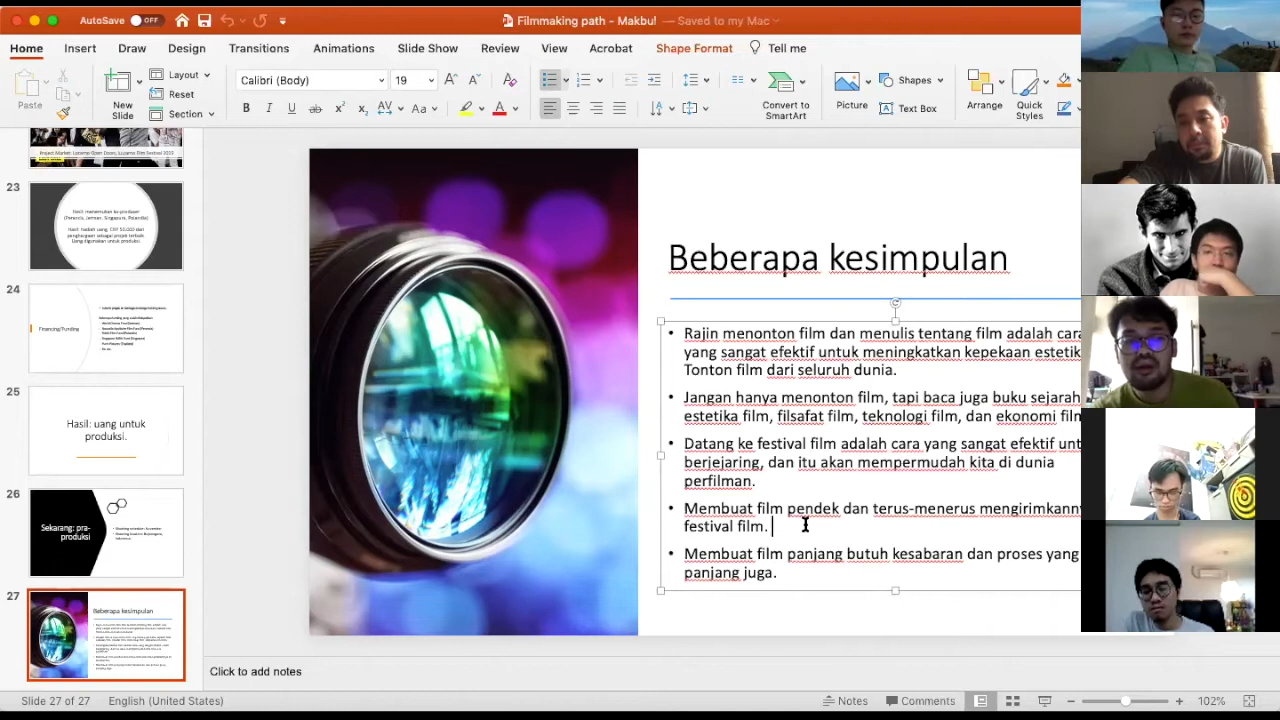 AutoSave OFF
Filmmaking path - Makbul — Saved to my Mac
Home Insert Draw Design Transitions Animations Slide Show Review View Acrobat Shape Format Tell me
Paste
New Slide
Layout
Reset
Section
Calibri (Body) 19
Convert to SmartArt
Picture
Shapes
Text Box
Arrange
Quick Styles
23
24
Financing/Funding
25
Hasil: uang untuk
produksi.
26
Sekarang: pra-
produksi
27
Beberapa kesimpulan
Beberapa kesimpulan
• Rajin menonton film dan menulis tentang film adalah cara
yang sangat efektif untuk meningkatkan kepekaan estetik
Tonton film dari seluruh dunia.
• Jangan hanya menonton film, tapi baca juga buku sejarah
estetika film, filsafat film, teknologi film, dan ekonomi film
• Datang ke festival film adalah cara yang sangat efektif unt
berjejaring, dan itu akan mempermudah kita di dunia
perfilman.
• Membuat film pendek dan terus-menerus mengirimkann
festival film.
• Membuat film panjang butuh kesabaran dan proses yang
panjang juga.
Click to add notes
Slide 27 of 27 English (United States) Notes Comments 102%